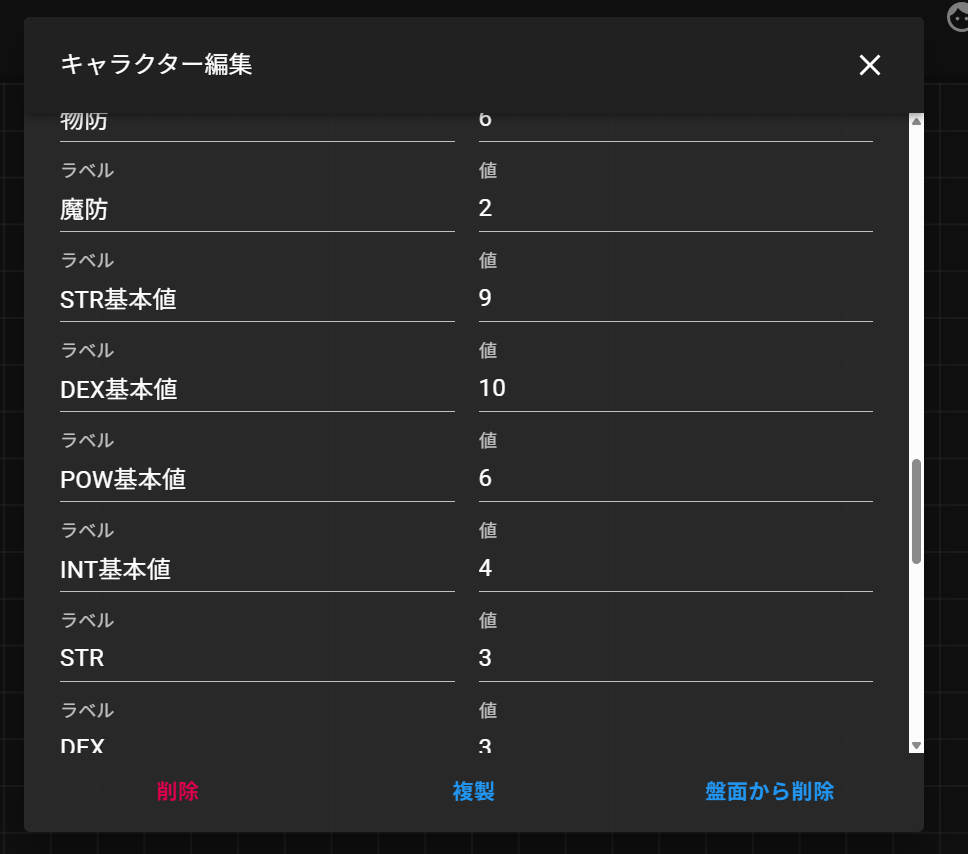 キャラクター編集
物防 6
ラベル 値
魔防 2
ラベル 値
STR基本値 9
ラベル 値
DEX基本値 10
ラベル 値
POW基本値 6
ラベル 値
INT基本値 4
ラベル 値
STR 3
ラベル 値
DEX 3
削除 複製 盤面から削除